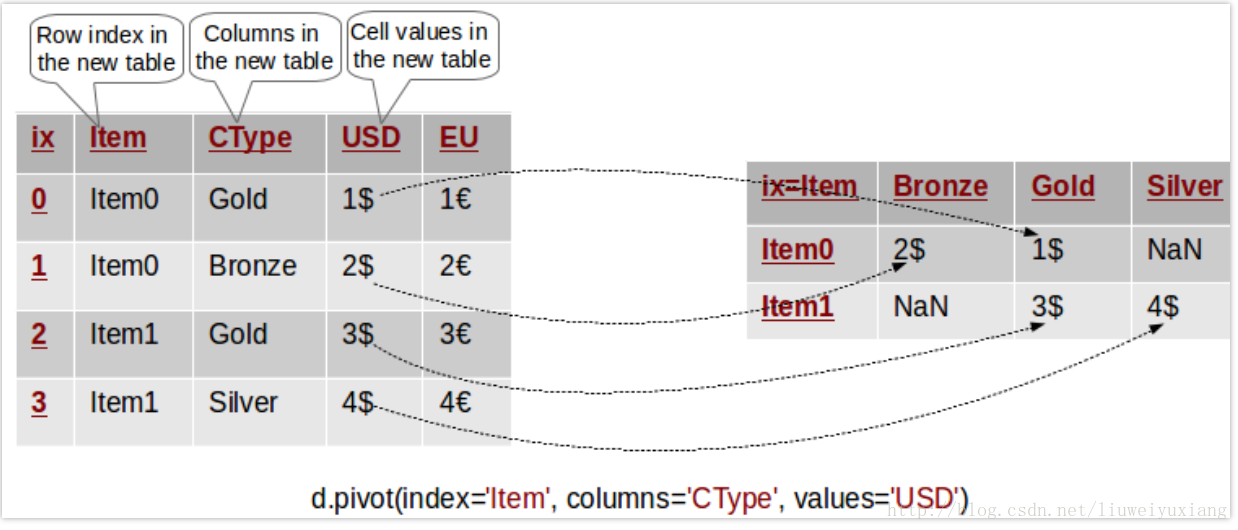 Row index in
the new table
Columns in
the new table
Cell values in
the new table
ix Item CType USD EU
0 Item0 Gold 1$ 1€
1 Item0 Bronze 2$ 2€
2 Item1 Gold 3$ 3€
3 Item1 Silver 4$ 4€
ix=Item Bronze Gold Silver
Item0 2$ 1$ NaN
Item1 NaN 3$ 4$
d.pivot(index='Item', columns='CType', values='USD')
http://blog.csdn.net/liuweiyuxiang